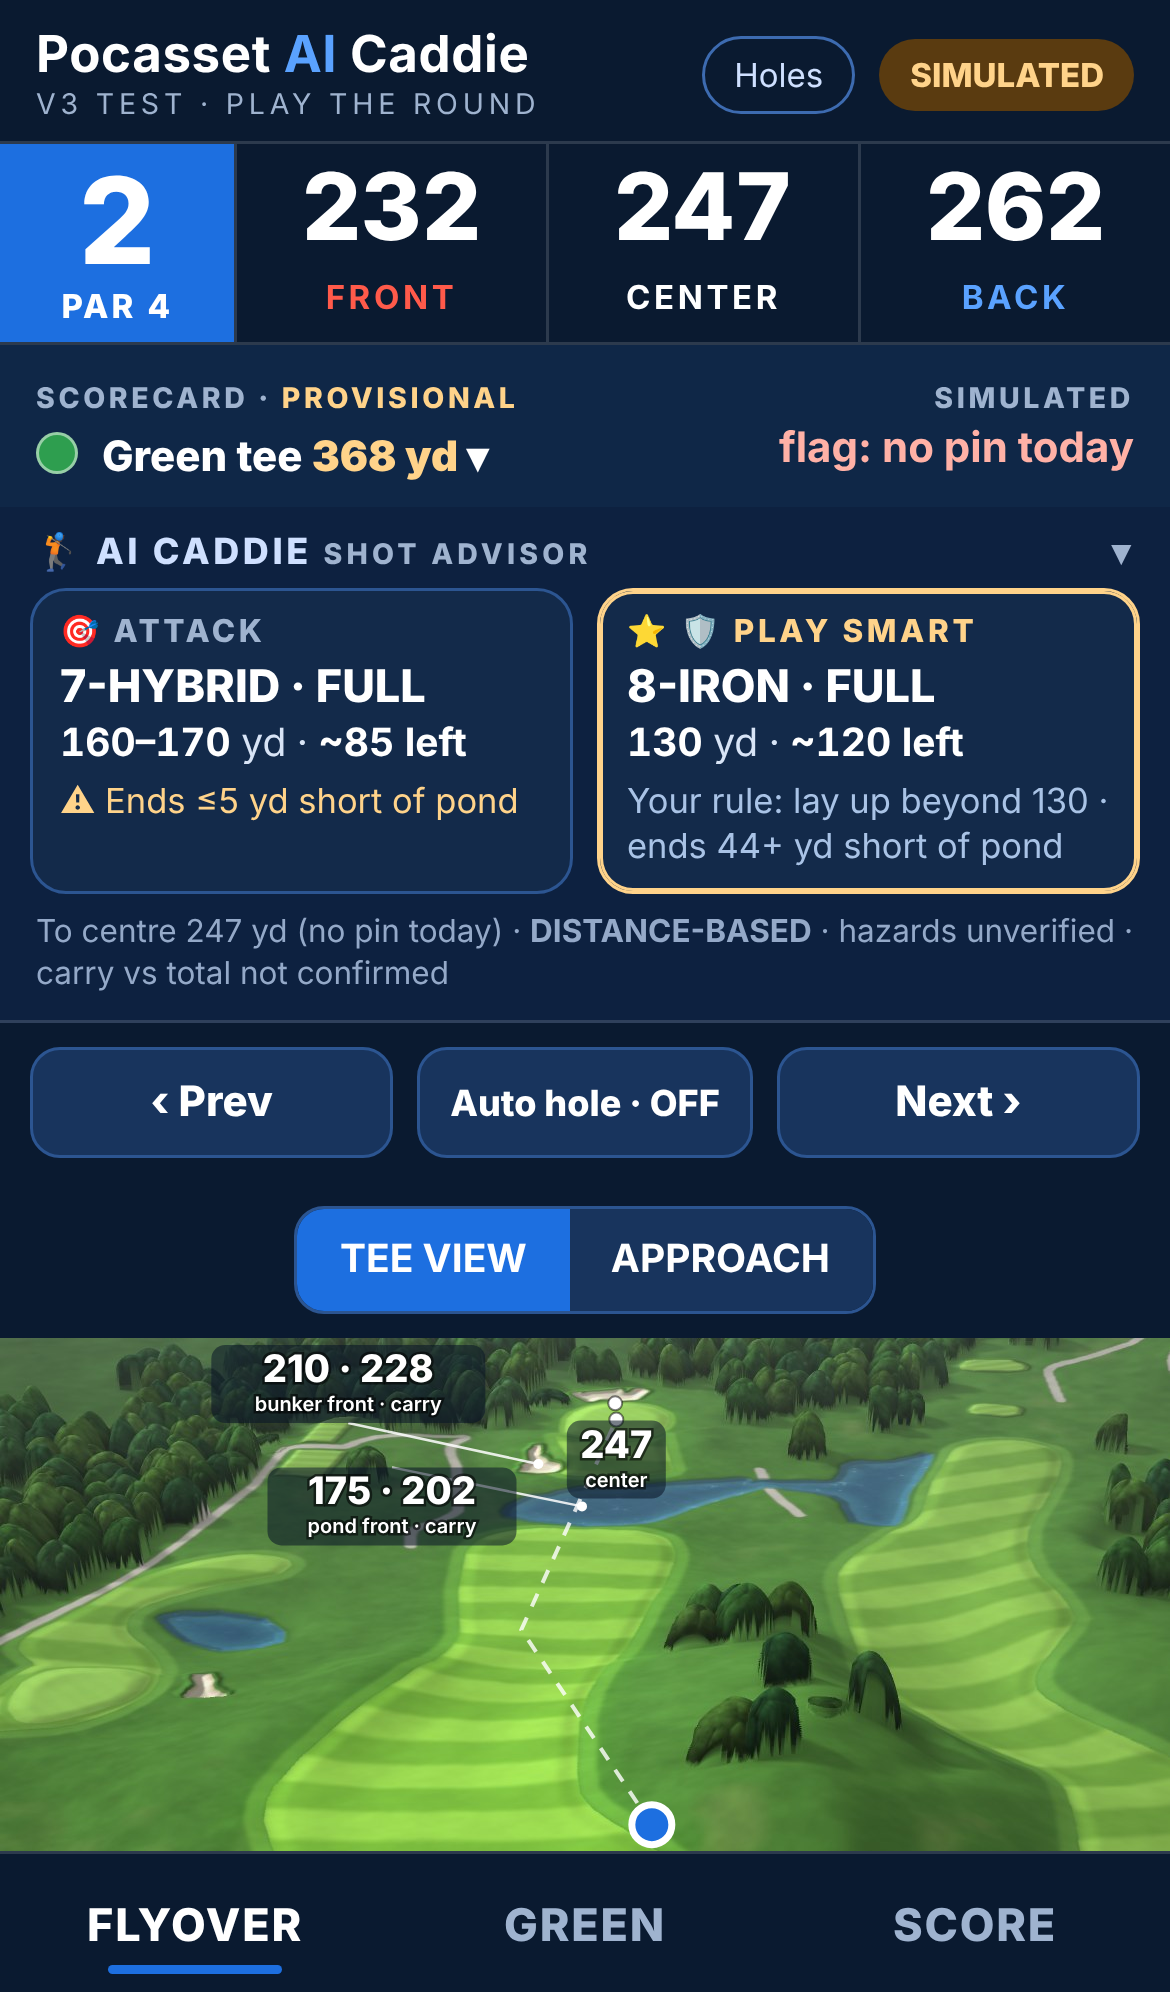 Pocasset AI Caddie
V3 TEST · PLAY THE ROUND
Holes
SIMULATED
2
PAR 4
232
FRONT
247
CENTER
262
BACK
SCORECARD · PROVISIONAL
Green tee 368 yd ▾
SIMULATED
flag: no pin today
AI CADDIE SHOT ADVISOR
ATTACK
7-HYBRID · FULL
160–170 yd · ~85 left
⚠ Ends ≤5 yd short of pond
PLAY SMART
8-IRON · FULL
130 yd · ~120 left
Your rule: lay up beyond 130 ·
ends 44+ yd short of pond
To centre 247 yd (no pin today) · DISTANCE-BASED · hazards unverified ·
carry vs total not confirmed
‹ Prev
Auto hole · OFF
Next ›
TEE VIEW
APPROACH
210 · 228
bunker front · carry
247
center
175 · 202
pond front · carry
FLYOVER
GREEN
SCORE